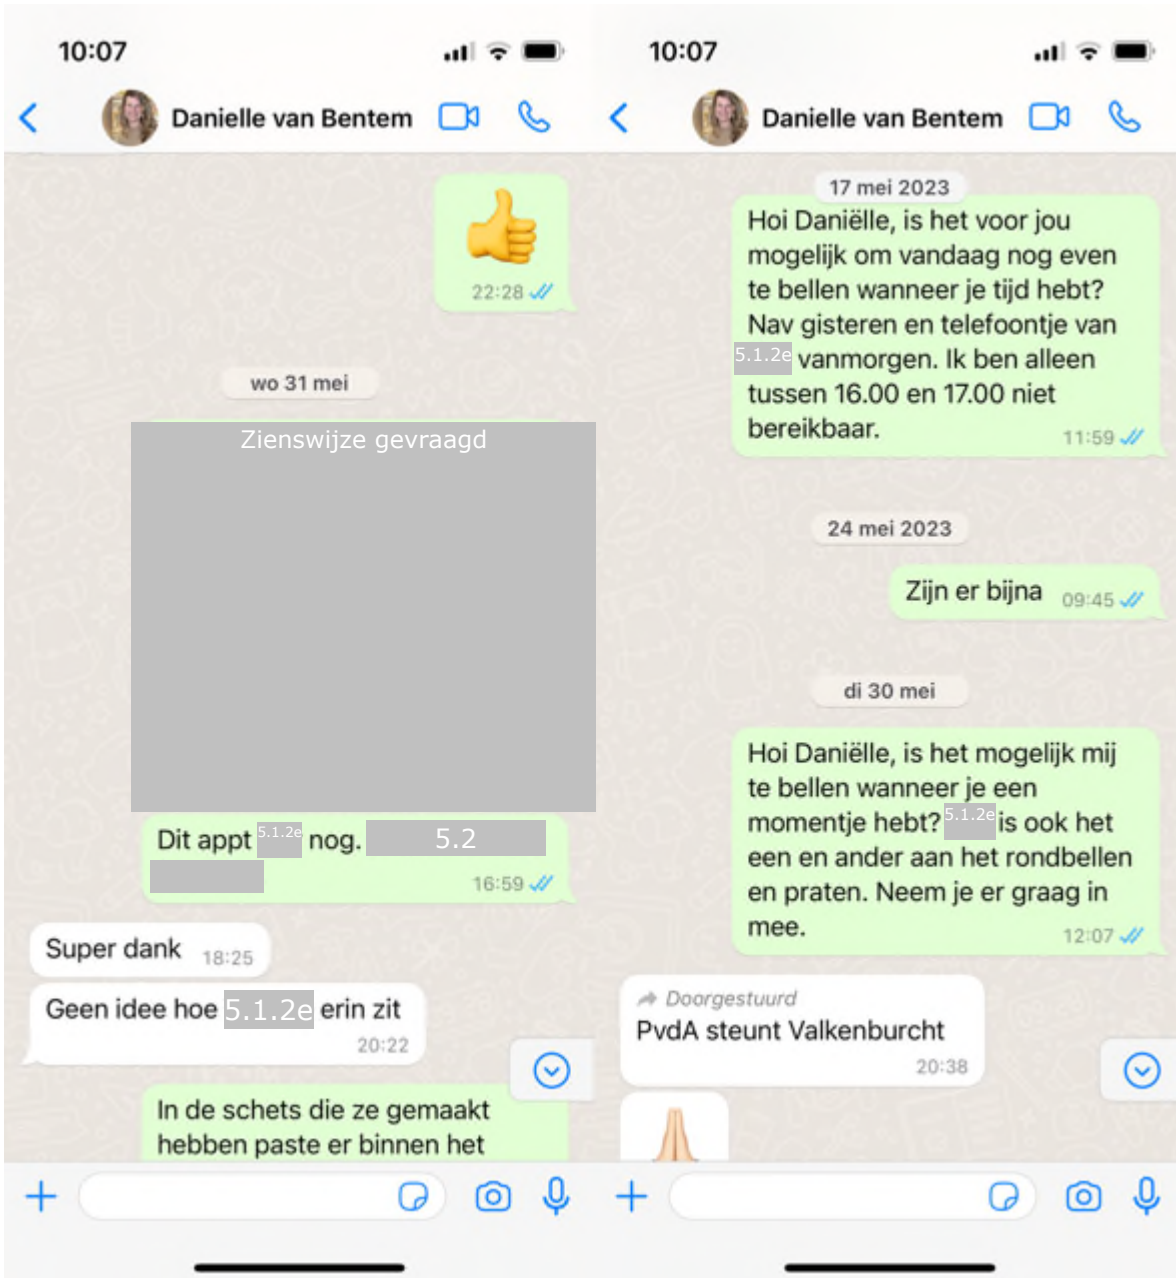 10:07
Danielle van Bentem
22:28
wo 31 mei
Zienswijze gevraagd
Dit appt 5.1.2e nog. 5.2
16:59
Super dank 18:25
Geen idee hoe 5.1.2e erin zit
20:22
In de schets die ze gemaakt
hebben paste er binnen het
10:07
Danielle van Bentem
17 mei 2023
Hoi Daniëlle, is het voor jou
mogelijk om vandaag nog even
te bellen wanneer je tijd hebt?
Nav gisteren en telefoontje van
5.1.2e vanmorgen. Ik ben alleen
tussen 16.00 en 17.00 niet
bereikbaar. 11:59
24 mei 2023
Zijn er bijna 09:45
di 30 mei
Hoi Daniëlle, is het mogelijk mij
te bellen wanneer je een
momentje hebt? 5.1.2e is ook het
een en ander aan het rondbellen
en praten. Neem je er graag in
mee. 12:07
Doorgestuurd
PvdA steunt Valkenburcht
20:38